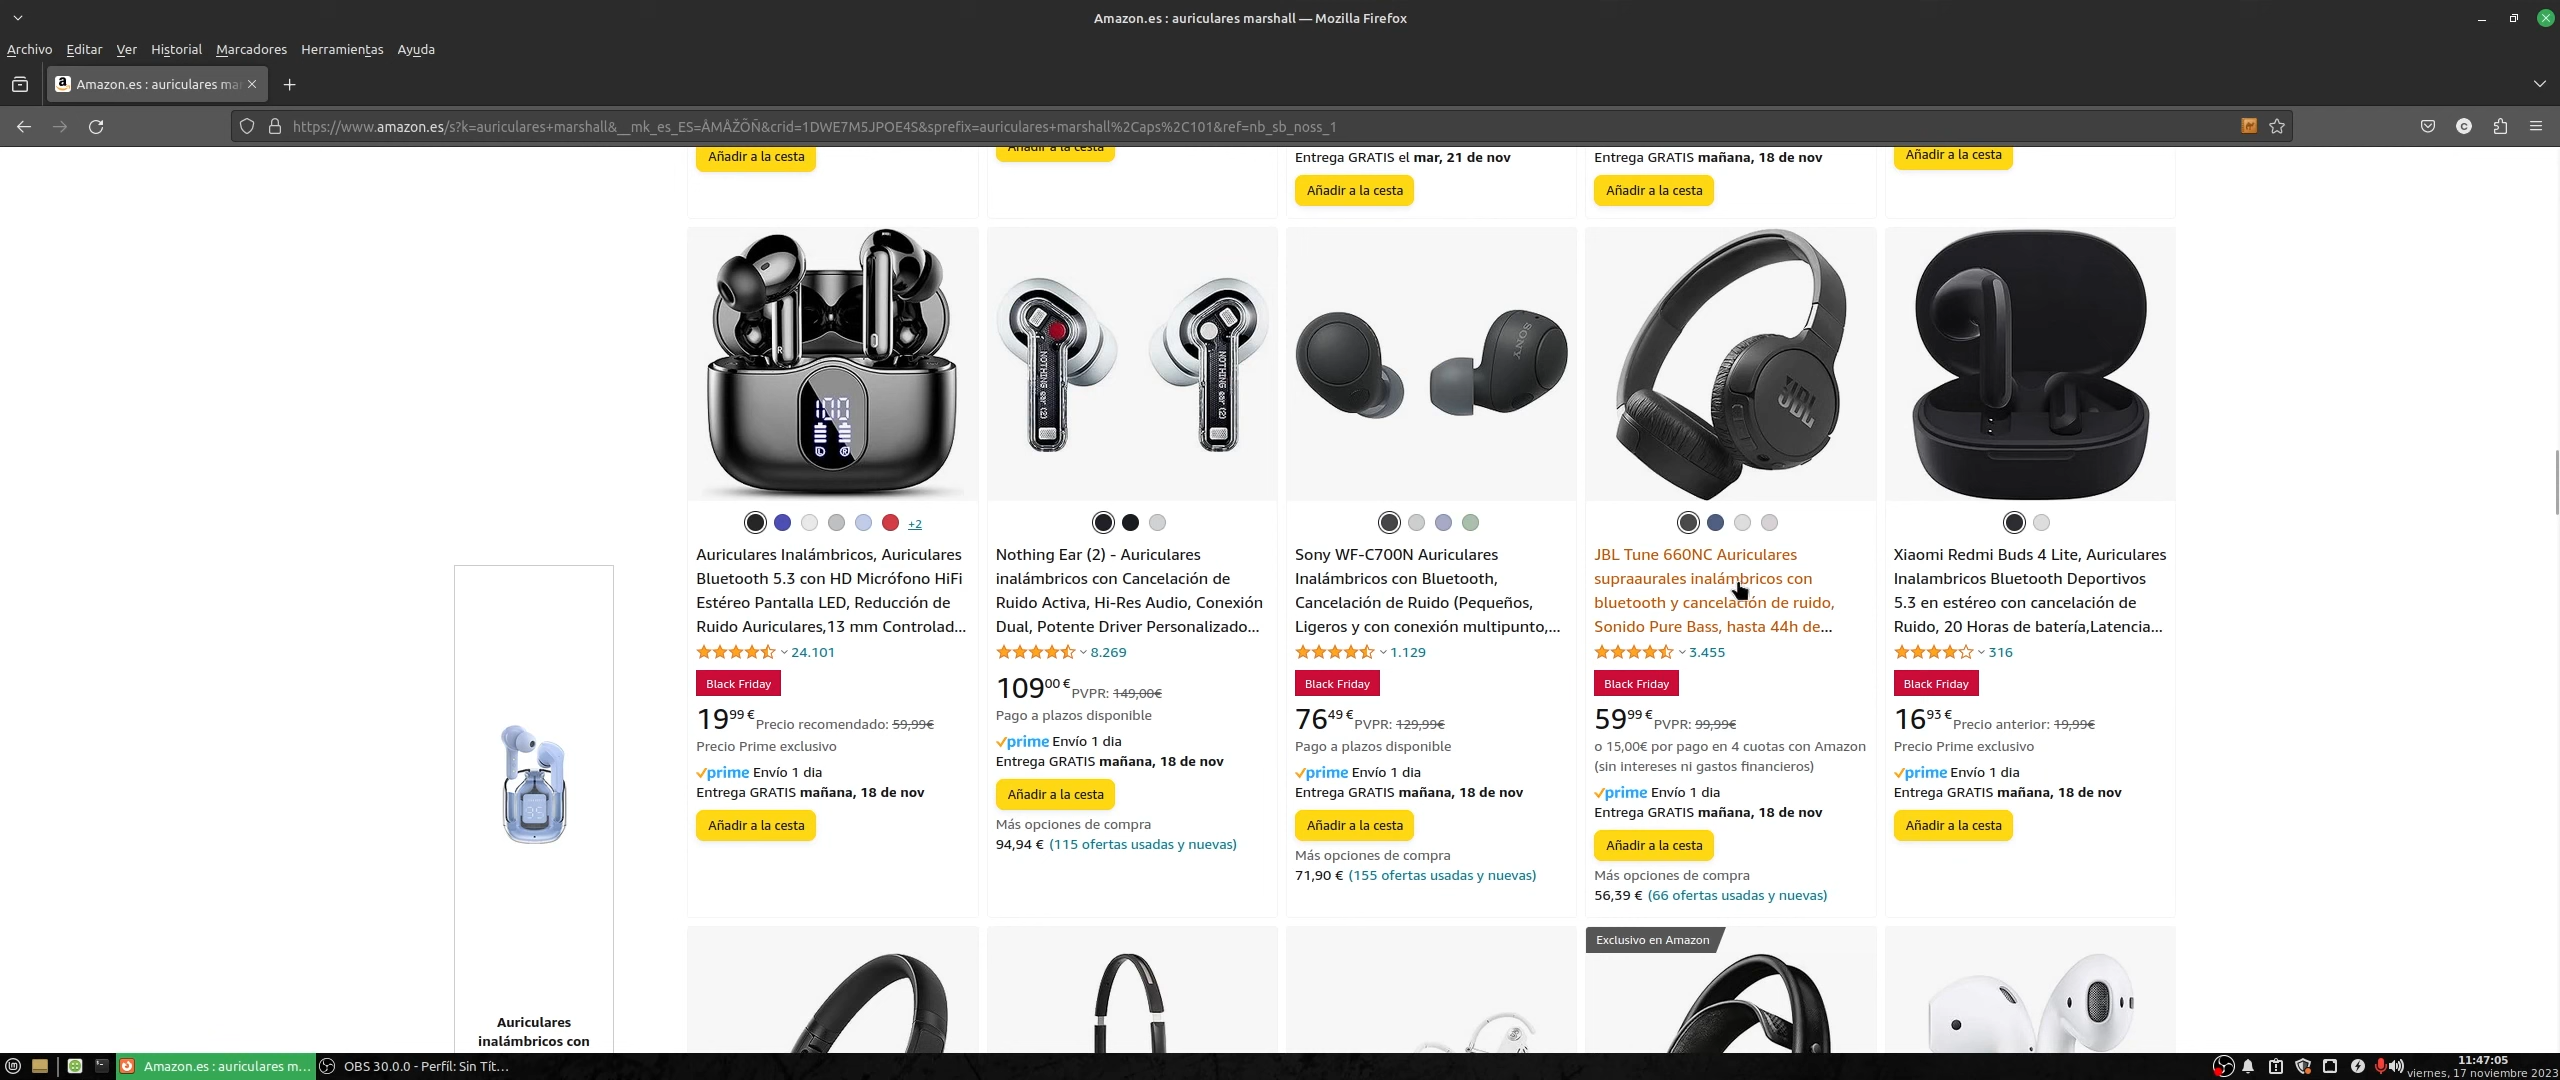 Amazon.es : auriculares marshall — Mozilla Firefox
Archivo Editar Ver Historial Marcadores Herramientas Ayuda
Amazon.es : auriculares mar
https://www.amazon.es/s?k=auriculares+marshall&__mk_es_ES=ÅMÅŽÕÑ&crid=1DWE7M5JPOE4S&sprefix=auriculares+marshall%2Caps%2C101&ref=nb_sb_noss_1
Añadir a la cesta
Añadir a la cesta
Entrega GRATIS el mar, 21 de nov
Añadir a la cesta
Entrega GRATIS mañana, 18 de nov
Añadir a la cesta
Añadir a la cesta
100
L R
R
NOTHING ear (2)
NOTHING ear (2)
SONY
JBL
+2
Auriculares Inalámbricos, Auriculares
Bluetooth 5.3 con HD Micrófono HiFi
Estéreo Pantalla LED, Reducción de
Ruido Auriculares,13 mm Controlad...
24.101
Black Friday
19,99 € Precio recomendado: 59,99€
Precio Prime exclusivo
prime Envío 1 dia
Entrega GRATIS mañana, 18 de nov
Añadir a la cesta
Nothing Ear (2) - Auriculares
inalámbricos con Cancelación de
Ruido Activa, Hi-Res Audio, Conexión
Dual, Potente Driver Personalizado...
8.269
109,00 € PVPR: 149,00€
Pago a plazos disponible
prime Envío 1 dia
Entrega GRATIS mañana, 18 de nov
Añadir a la cesta
Más opciones de compra
94,94 € (115 ofertas usadas y nuevas)
Sony WF-C700N Auriculares
Inalámbricos con Bluetooth,
Cancelación de Ruido (Pequeños,
Ligeros y con conexión multipunto,...
1.129
Black Friday
76,49 € PVPR: 129,99€
Pago a plazos disponible
prime Envío 1 dia
Entrega GRATIS mañana, 18 de nov
Añadir a la cesta
Más opciones de compra
71,90 € (155 ofertas usadas y nuevas)
JBL Tune 660NC Auriculares
supraaurales inalámbricos con
bluetooth y cancelación de ruido,
Sonido Pure Bass, hasta 44h de...
3.455
Black Friday
59,99 € PVPR: 99,99€
o 15,00€ por pago en 4 cuotas con Amazon
(sin intereses ni gastos financieros)
prime Envío 1 dia
Entrega GRATIS mañana, 18 de nov
Añadir a la cesta
Más opciones de compra
56,39 € (66 ofertas usadas y nuevas)
Xiaomi Redmi Buds 4 Lite, Auriculares
Inalambricos Bluetooth Deportivos
5.3 en estéreo con cancelación de
Ruido, 20 Horas de batería,Latencia...
316
Black Friday
16,93 € Precio anterior: 19,99€
Precio Prime exclusivo
prime Envío 1 dia
Entrega GRATIS mañana, 18 de nov
Añadir a la cesta
Exclusivo en Amazon
Auriculares
inalámbricos con
Amazon.es : auriculares m...
OBS 30.0.0 - Perfíl: Sin Tít...
11:47:05
viernes, 17 noviembre 2023